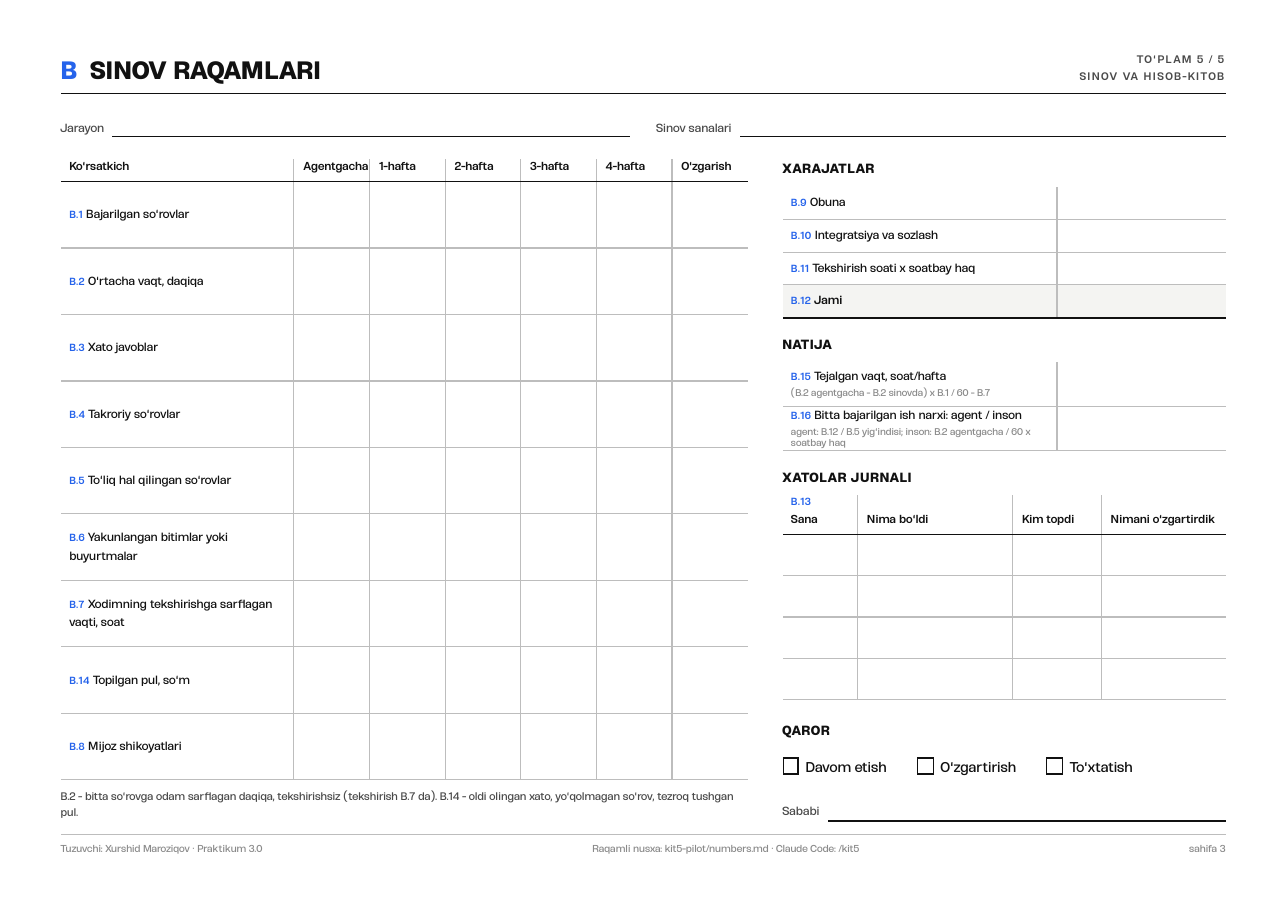 B SINOV RAQAMLARI
TO'PLAM 5 / 5
SINOV VA HISOB-KITOB
Jarayon
Sinov sanalari
Ko'rsatkich Agentgacha 1-hafta 2-hafta 3-hafta 4-hafta O'zgarish
B.1 Bajarilgan so'rovlar
B.2 O'rtacha vaqt, daqiqa
B.3 Xato javoblar
B.4 Takroriy so'rovlar
B.5 To'liq hal qilingan so'rovlar
B.6 Yakunlangan bitimlar yoki
buyurtmalar
B.7 Xodimning tekshirishga sarflagan
vaqti, soat
B.14 Topilgan pul, so'm
B.8 Mijoz shikoyatlari
B.2 - bitta so'rovga odam sarflagan daqiqa, tekshirishsiz (tekshirish B.7 da). B.14 - oldi olingan xato, yo'qolmagan so'rov, tezroq tushgan
pul.
XARAJATLAR
B.9 Obuna
B.10 Integratsiya va sozlash
B.11 Tekshirish soati x soatbay haq
B.12 Jami
NATIJA
B.15 Tejalgan vaqt, soat/hafta
(B.2 agentgacha - B.2 sinovda) x B.1 / 60 - B.7
B.16 Bitta bajarilgan ish narxi: agent / inson
agent: B.12 / B.5 yig'indisi; inson: B.2 agentgacha / 60 x
soatbay haq
XATOLAR JURNALI
B.13
Sana Nima bo'ldi Kim topdi Nimani o'zgartirdik
QAROR
Davom etish O'zgartirish To'xtatish
Sababi
Tuzuvchi: Xurshid Maroziqov · Praktikum 3.0
Raqamli nusxa: kit5-pilot/numbers.md · Claude Code: /kit5
sahifa 3